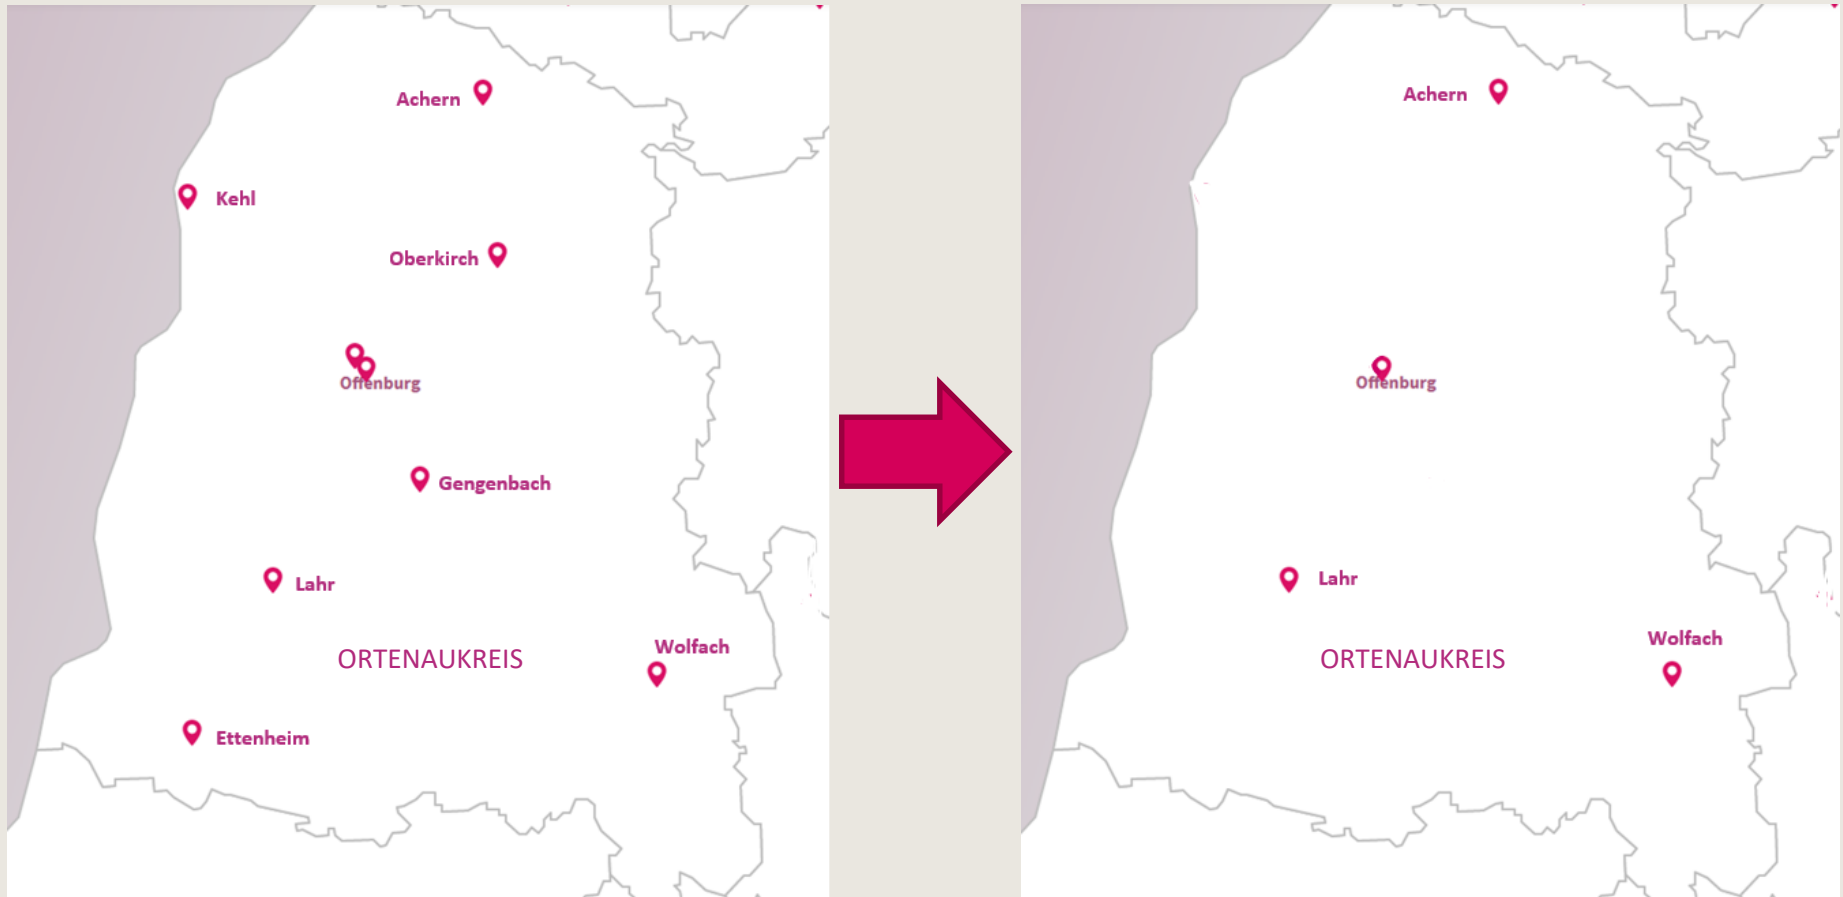 Achern
Kehl
Oberkirch
Offenburg
Gengenbach
Lahr
Wolfach
ORTENAUKREIS
Ettenheim
Achern
Offenburg
Lahr
Wolfach
ORTENAUKREIS